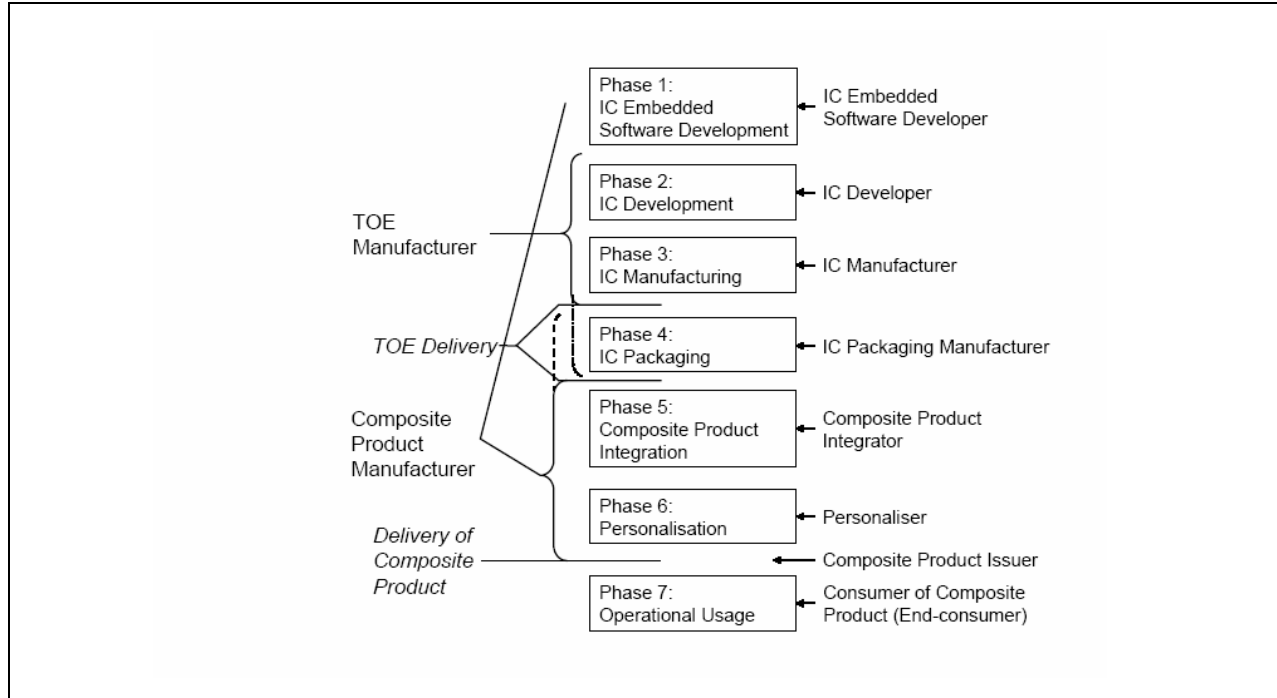 Phase 1:
IC Embedded
Software Development
IC Embedded
Software Developer
Phase 2:
IC Development
IC Developer
TOE
Manufacturer
Phase 3:
IC Manufacturing
IC Manufacturer
TOE Delivery
Phase 4:
IC Packaging
IC Packaging Manufacturer
Composite
Product
Manufacturer
Phase 5:
Composite Product
Integration
Composite Product
Integrator
Phase 6:
Personalisation
Personaliser
Delivery of
Composite
Product
Composite Product Issuer
Phase 7:
Operational Usage
Consumer of Composite
Product (End-consumer)